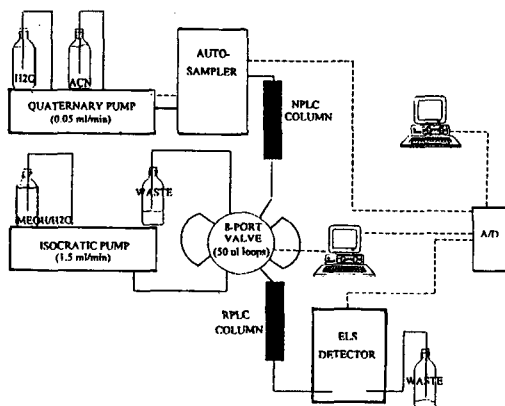 H2O
ACN
QUATERNARY PUMP
(0.05 ml/min)
AUTO-
SAMPLER
NPLC
COLUMN
MEOH/H2O
WASTE
ISOCRATIC PUMP
(1.5 ml/min)
8-PORT
VALVE
(50 ul loops)
A/D
RPLC
COLUMN
ELS
DETECTOR
WASTE